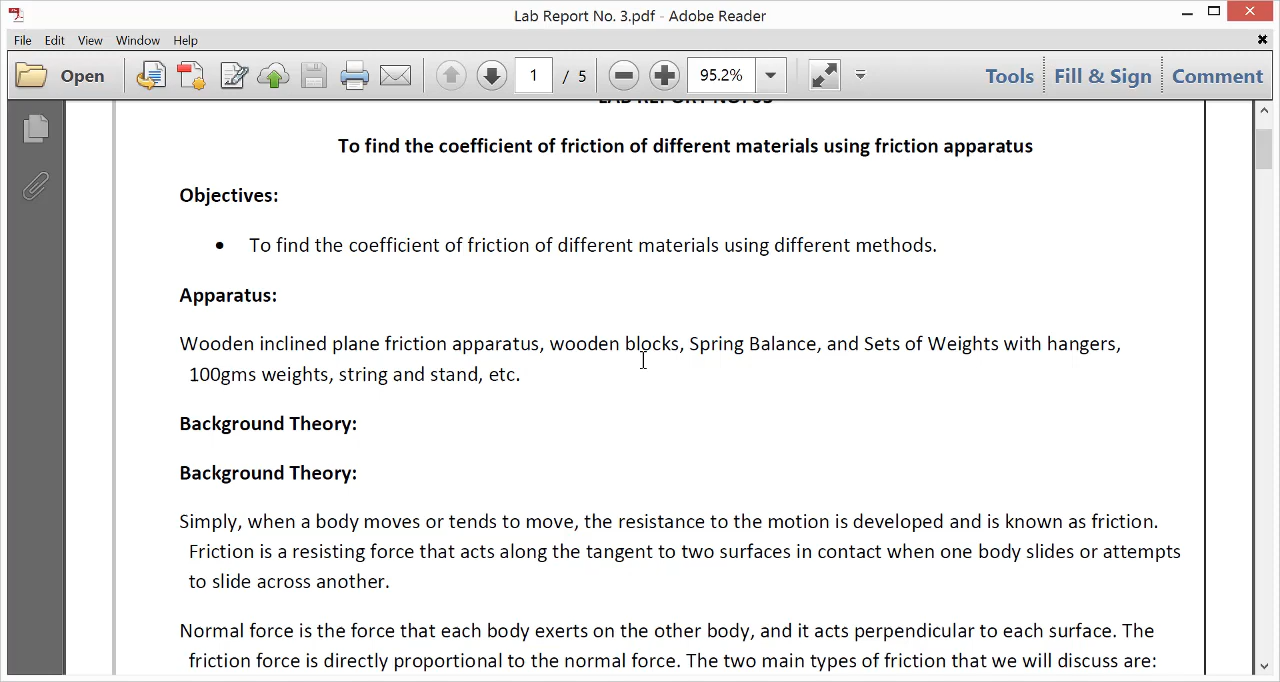 Lab Report No. 3.pdf - Adobe Reader
File Edit View Window Help
Open 1 / 5 95.2% Tools Fill & Sign Comment
LAB REPORT NO.03
To find the coefficient of friction of different materials using friction apparatus
Objectives:
• To find the coefficient of friction of different materials using different methods.
Apparatus:
Wooden inclined plane friction apparatus, wooden blocks, Spring Balance, and Sets of Weights with hangers,
100gms weights, string and stand, etc.
Background Theory:
Background Theory:
Simply, when a body moves or tends to move, the resistance to the motion is developed and is known as friction.
Friction is a resisting force that acts along the tangent to two surfaces in contact when one body slides or attempts
to slide across another.
Normal force is the force that each body exerts on the other body, and it acts perpendicular to each surface. The
friction force is directly proportional to the normal force. The two main types of friction that we will discuss are: